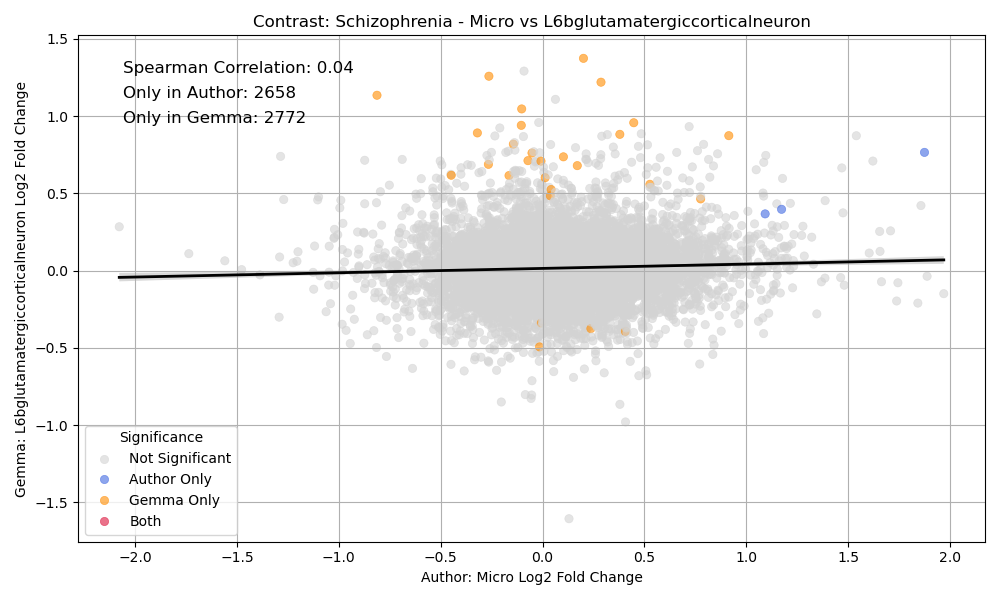 Contrast: Schizophrenia - Micro vs L6bglutamatergiccorticalneuron
Spearman Correlation: 0.04
Only in Author: 2658
Only in Gemma: 2772
Gemma: L6bglutamatergiccorticalneuron Log2 Fold Change
1.5
1.0
0.5
0.0
−0.5
−1.0
−1.5
Significance
Not Significant
Author Only
Gemma Only
Both
−2.0
−1.5
−1.0
−0.5
0.0
0.5
1.0
1.5
2.0
Author: Micro Log2 Fold Change